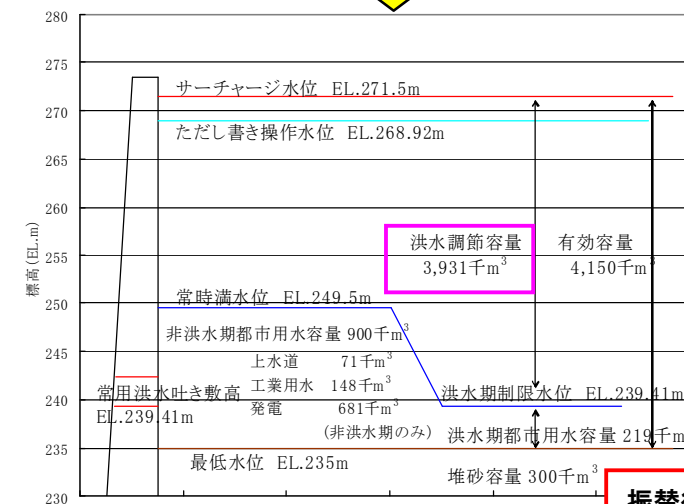 280
275
270
265
260
255
250
245
240
235
230
標高(EL.m)
サーチャージ水位 EL.271.5m
ただし書き操作水位 EL.268.92m
洪水調節容量
3,931千m³
有効容量
4,150千m³
常時満水位 EL.249.5m
非洪水期都市用水容量 900千m³
上水道 71千m³
工業用水 148千m³
発電 681千m³
(非洪水期のみ)
常用洪水吐き敷高
EL.239.41m
洪水期制限水位 EL.239.41m
洪水期都市用水容量 219千m³
最低水位 EL.235m
堆砂容量 300千m³
振替